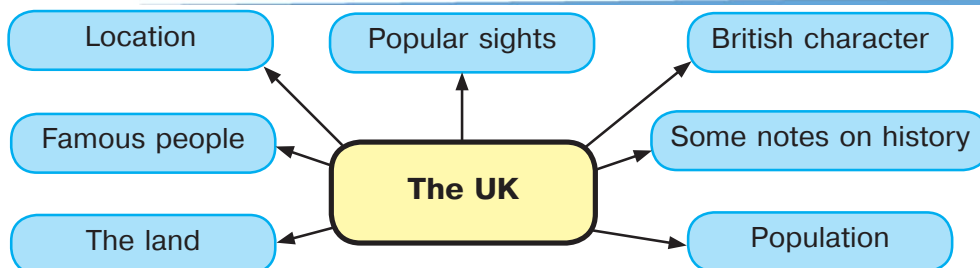 Location
Popular sights
British character
Famous people
Some notes on history
The UK
The land
Population